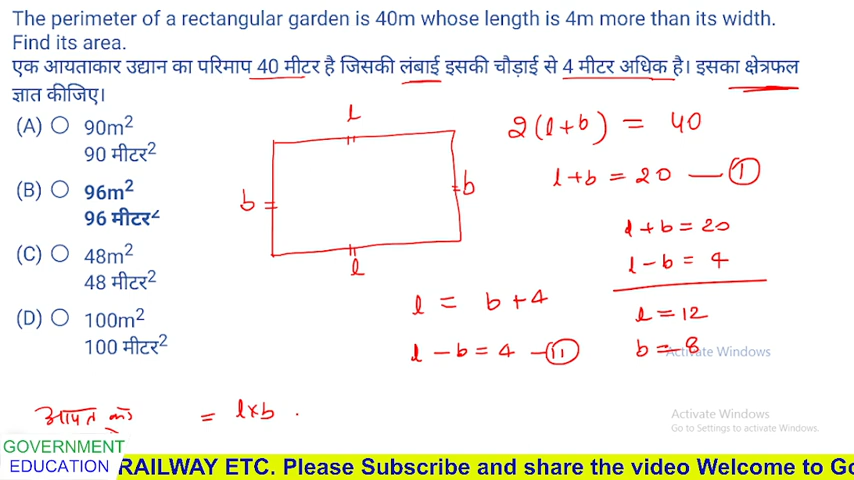 The perimeter of a rectangular garden is 40m whose length is 4m more than its width.
Find its area.
एक आयताकार उद्यान का परिमाप 40 मीटर है जिसकी लंबाई इसकी चौड़ाई से 4 मीटर अधिक है। इसका क्षेत्रफल
ज्ञात कीजिए।
(A) 90m²
90 मीटर²
(B) 96m²
96 मीटर²
(C) 48m²
48 मीटर²
(D) 100m²
100 मीटर²
l
b
b
l
2(l+b) = 40
l+b = 20 — (I)
l+b = 20
l-b = 4
l = 12
b = 8
l = b+4
l - b = 4 — (II)
आयत का = l×b
Activate Windows
Activate Windows
Go to Settings to activate Windows.
GOVERNMENT
EDUCATION
RAILWAY ETC. Please Subscribe and share the video Welcome to Go